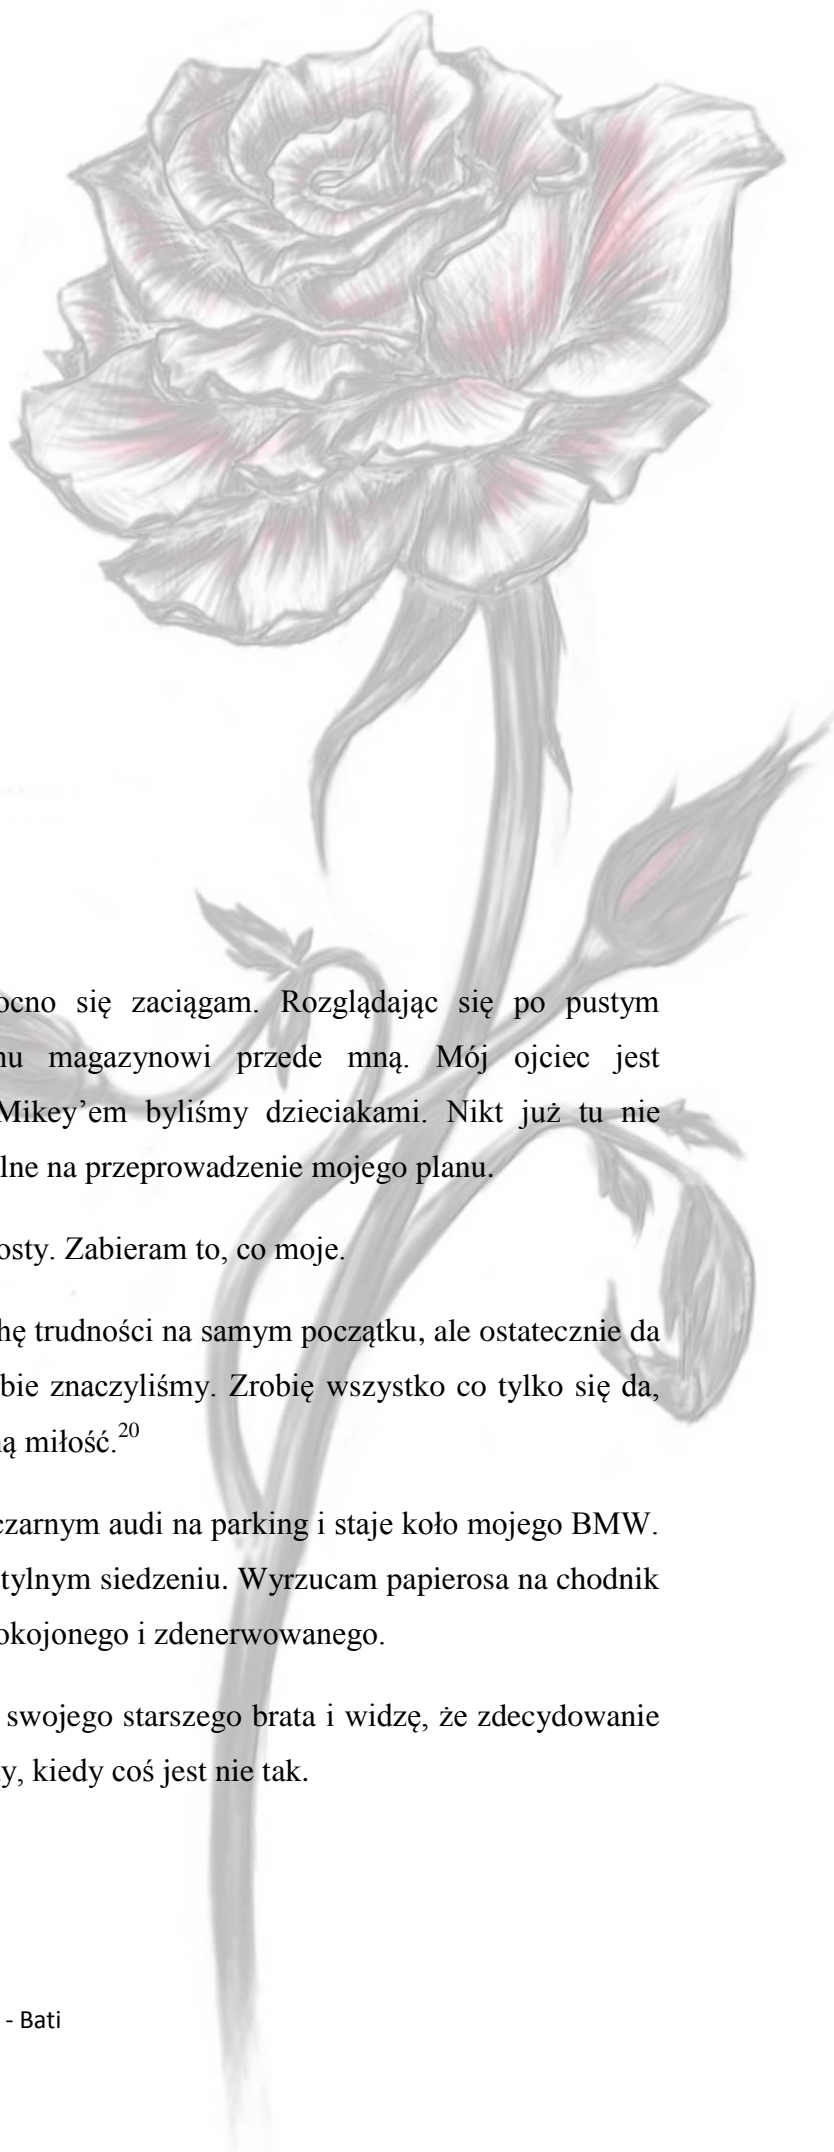 ocno się zaciągam. Rozglądając się po pustym
nu magazynowi przede mną. Mój ojciec jest
Mikey’em byliśmy dzieciakami. Nikt już tu nie
lne na przeprowadzenie mojego planu.
osty. Zabieram to, co moje.
hę trudności na samym początku, ale ostatecznie da
bie znaczyliśmy. Zrobię wszystko co tylko się da,
ną miłość.20
czarnym audi na parking i staje koło mojego BMW.
tylnym siedzeniu. Wyrzucam papierosa na chodnik
okojonego i zdenerwowanego.
swojego starszego brata i widzę, że zdecydowanie
y, kiedy coś jest nie tak.
- Bati